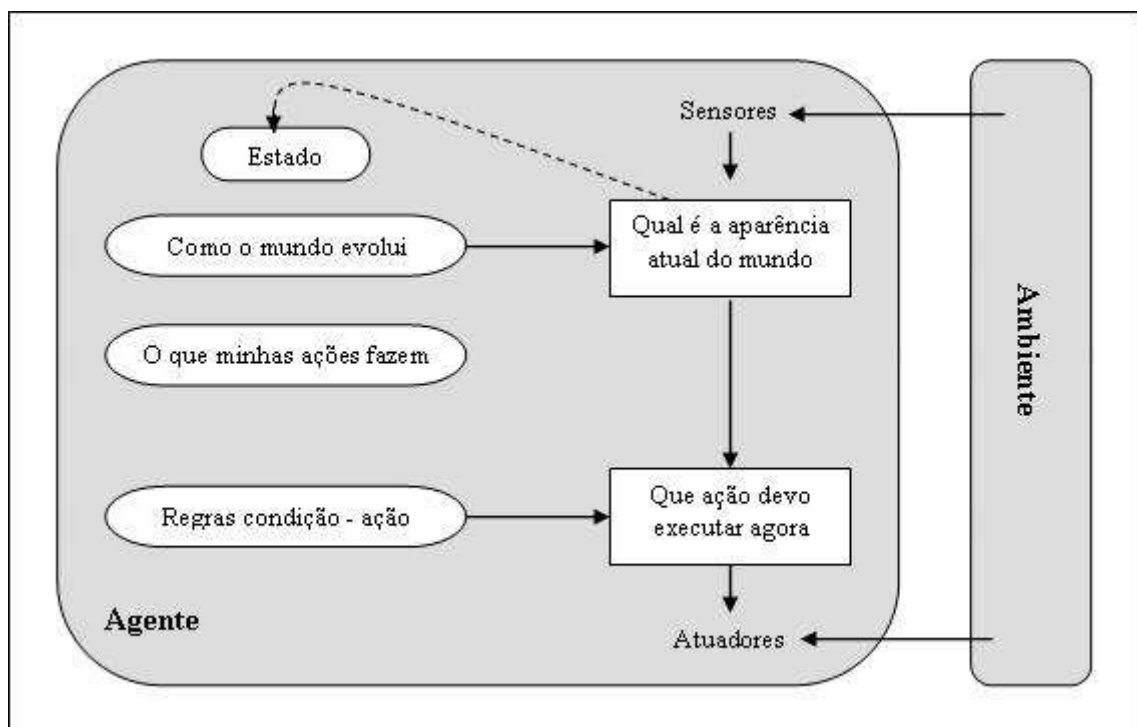 Sensores
Estado
Qual é a aparência
atual do mundo
Como o mundo evolui
O que minhas ações fazem
Ambiente
Que ação devo
executar agora
Regras condição - ação
Agente
Atuadores